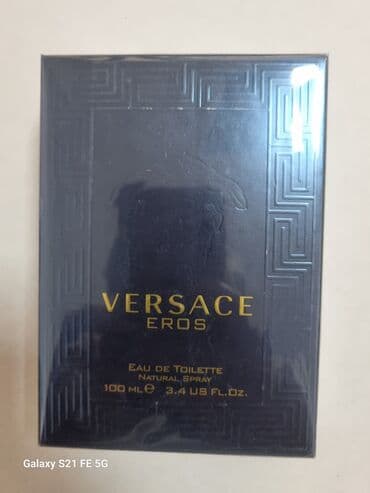 VERSACE
EROS
EAU DE TOILETTE
NATURAL SPRAY
100 ML ℮ 3.4 US FL.OZ.
Galaxy S21 FE 5G